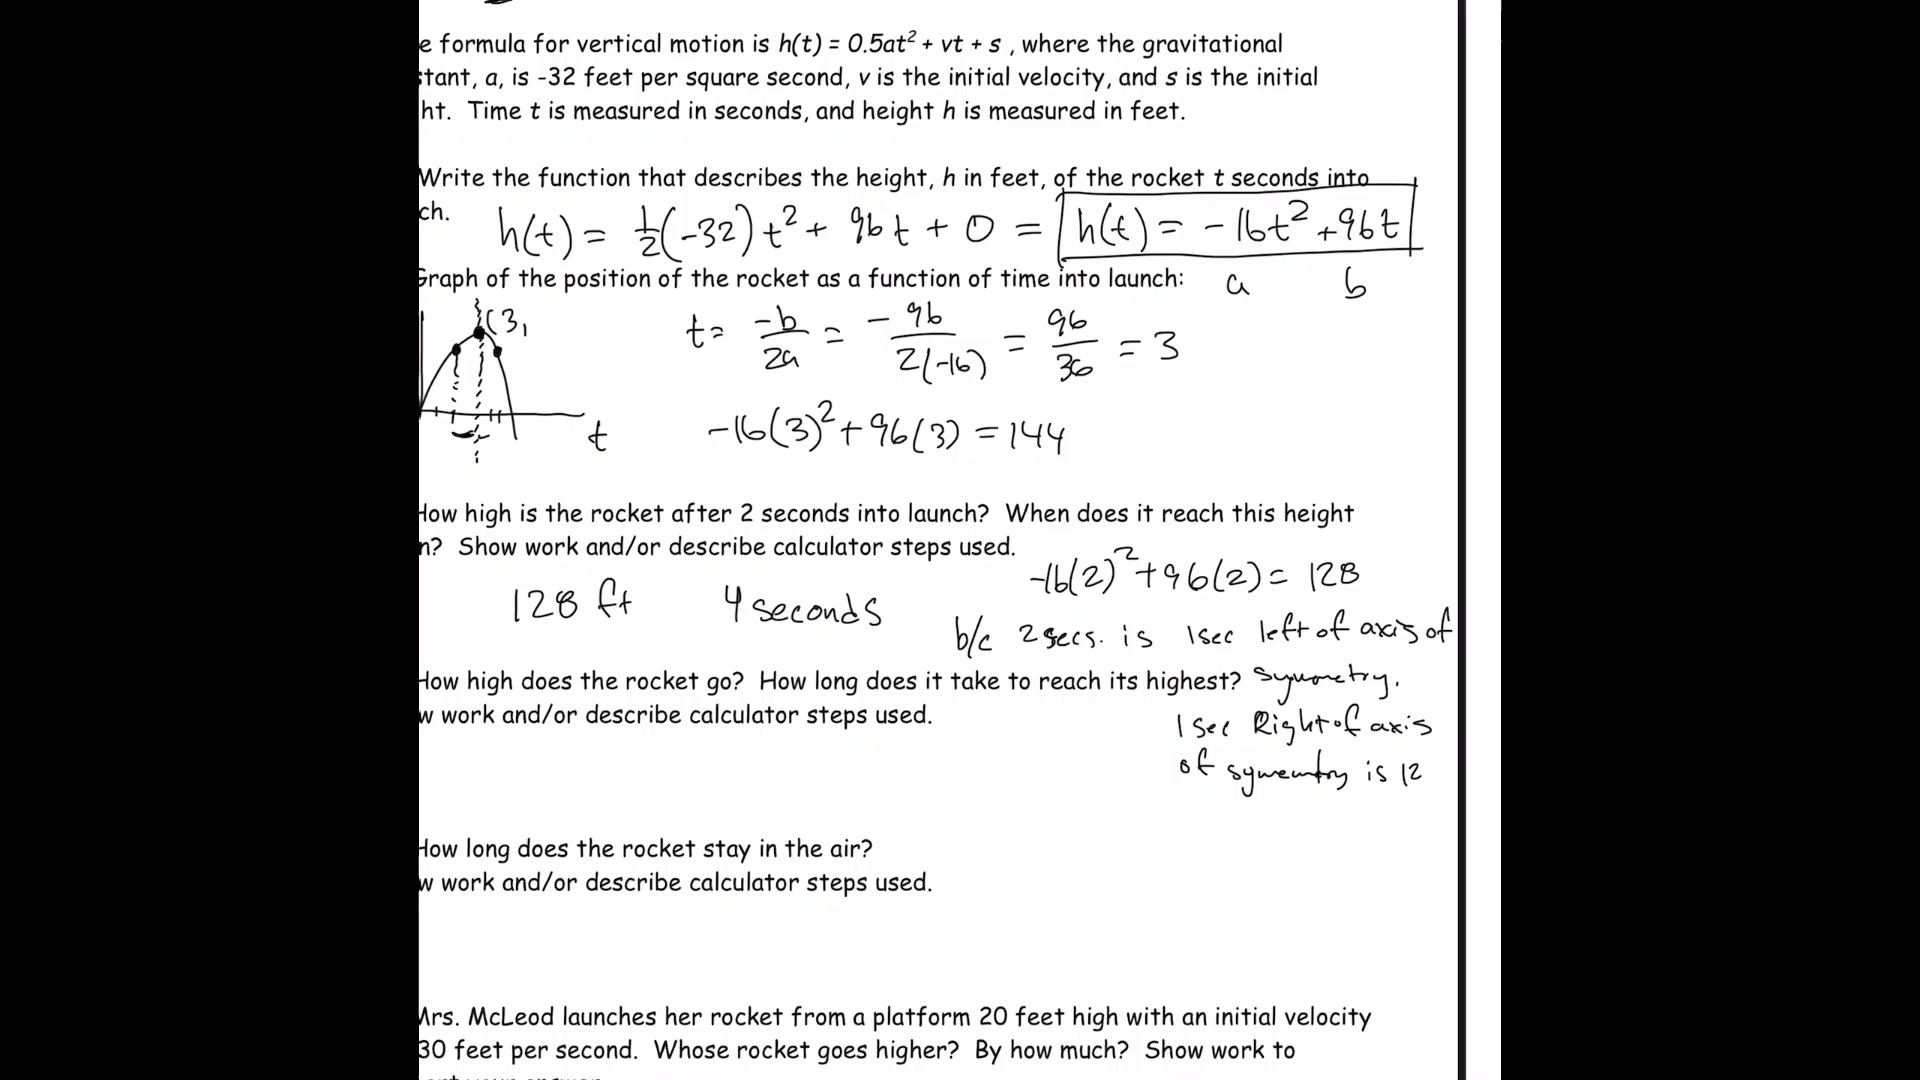 e formula for vertical motion is h(t) = 0.5at² + vt + s , where the gravitational
tant, a, is -32 feet per square second, v is the initial velocity, and s is the initial
ht. Time t is measured in seconds, and height h is measured in feet.
Write the function that describes the height, h in feet, of the rocket t seconds into
ch.
h(t) = 1/2(-32)t² + 96t + 0 = h(t) = -16t² + 96t
Graph of the position of the rocket as a function of time into launch:
a b
(3,
t
t = -b/2a = -96/2(-16) = 96/36 = 3
-16(3)² + 96(3) = 144
How high is the rocket after 2 seconds into launch? When does it reach this height
n? Show work and/or describe calculator steps used.
-16(2)² + 96(2) = 128
128 ft 4 seconds
b/c 2 secs. is 1 sec left of axis of
symmetry.
How high does the rocket go? How long does it take to reach its highest?
w work and/or describe calculator steps used.
1 sec Right of axis
of symemtry is 12
How long does the rocket stay in the air?
w work and/or describe calculator steps used.
Mrs. McLeod launches her rocket from a platform 20 feet high with an initial velocity
30 feet per second. Whose rocket goes higher? By how much? Show work to